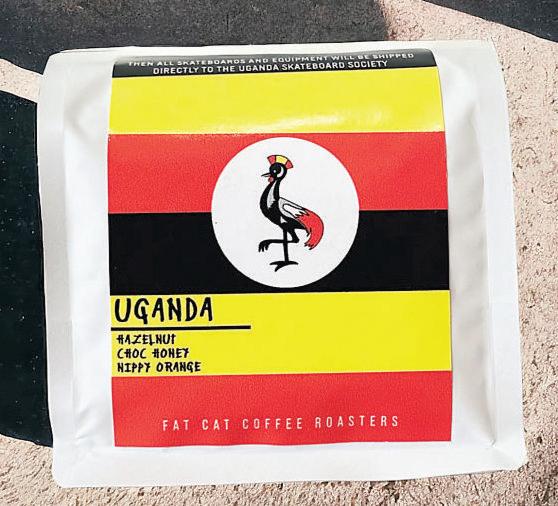 THEN ALL SKATEBOARDS AND EQUIPMENT WILL BE SHIPPED
DIRECTLY TO THE UGANDA SKATEBOARD SOCIETY
UGANDA
HAZELNUT
CHOC HONEY
NIPPY ORANGE
FAT CAT COFFEE ROASTERS